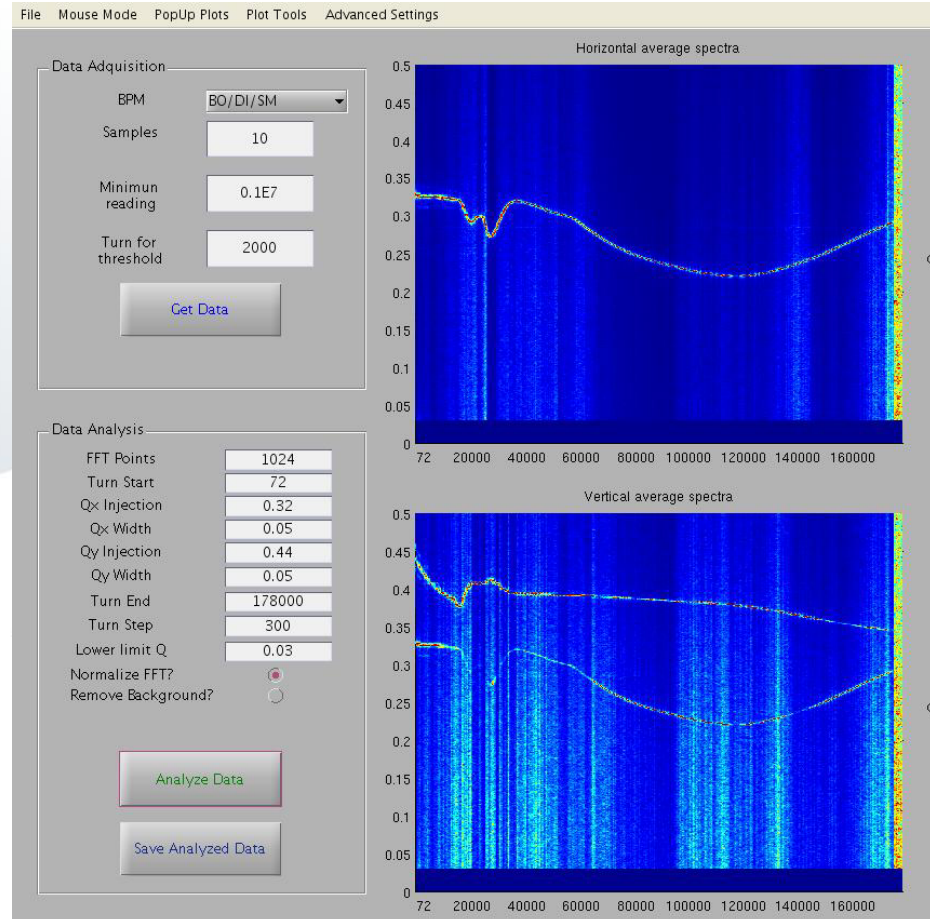 File Mouse Mode PopUp Plots Plot Tools Advanced Settings
Data Adquisition
BPM BO/DI/SM
Samples 10
Minimun
reading 0.1E7
Turn for
threshold 2000
Get Data
Data Analysis
FFT Points 1024
Turn Start 72
Qx Injection 0.32
Qx Width 0.05
Qy Injection 0.44
Qy Width 0.05
Turn End 178000
Turn Step 300
Lower limit Q 0.03
Normalize FFT?
Remove Background?
Analyze Data
Save Analyzed Data
Horizontal average spectra
0.5
0.45
0.4
0.35
0.3
0.25
0.2
0.15
0.1
0.05
0
72 20000 40000 60000 80000 100000 120000 140000 160000
Vertical average spectra
0.5
0.45
0.4
0.35
0.3
0.25
0.2
0.15
0.1
0.05
0
72 20000 40000 60000 80000 100000 120000 140000 160000